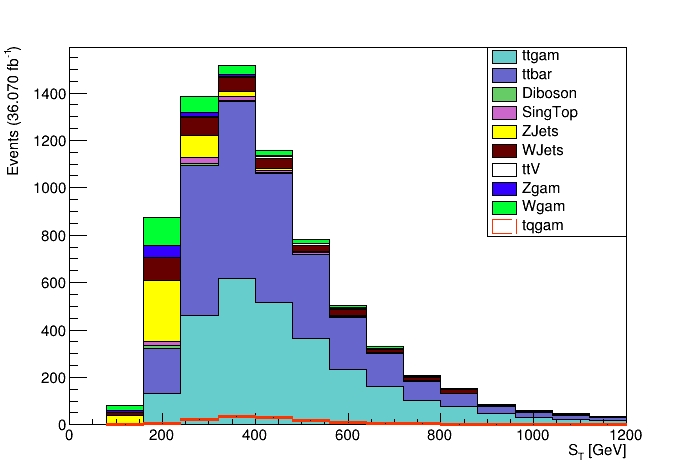 Events (36.070 fb⁻¹)
1400
1200
1000
800
600
400
200
0
0 200 400 600 800 1000 1200
S_T [GeV]
ttgam
ttbar
Diboson
SingTop
ZJets
WJets
ttV
Zgam
Wgam
tqgam